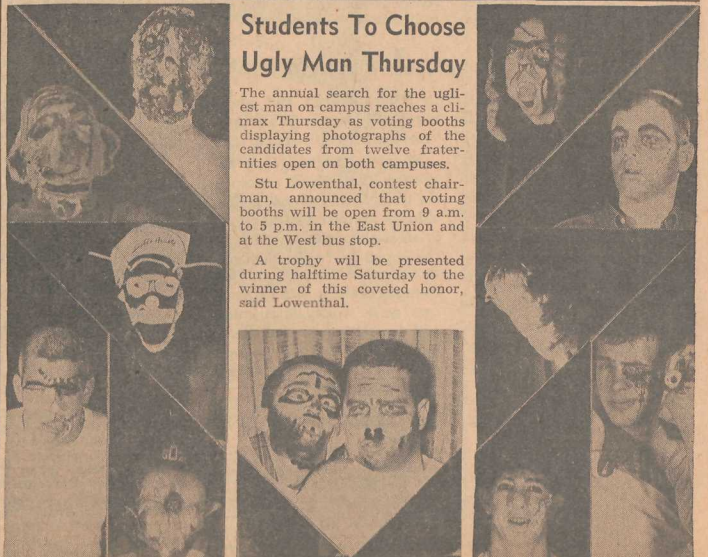 Students To Choose
Ugly Man Thursday
The annual search for the ugli-
est man on campus reaches a cli-
max Thursday as voting booths
displaying photographs of the
candidates from twelve frater-
nities open on both campuses.
Stu Lowenthal, contest chair-
man, announced that voting
booths will be open from 9 a.m.
to 5 p.m. in the East Union and
at the West bus stop.
A trophy will be presented
during halftime Saturday to the
winner of this coveted honor,
said Lowenthal.